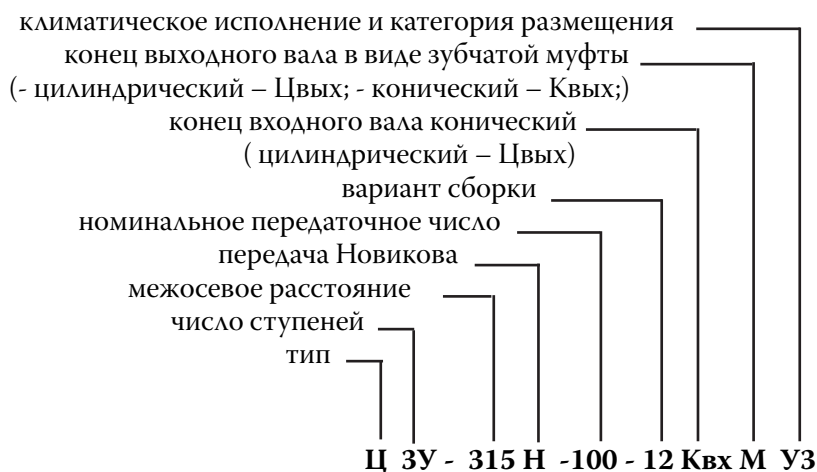 климатическое исполнение и категория размещения
конец выходного вала в виде зубчатой муфты
(- цилиндрический – Цвых; - конический – Квых;)
конец входного вала конический
( цилиндрический – Цвых)
вариант сборки
номинальное передаточное число
передача Новикова
межосевое расстояние
число ступеней
тип
Ц 3У - 315 Н -100 - 12 Квх М У3